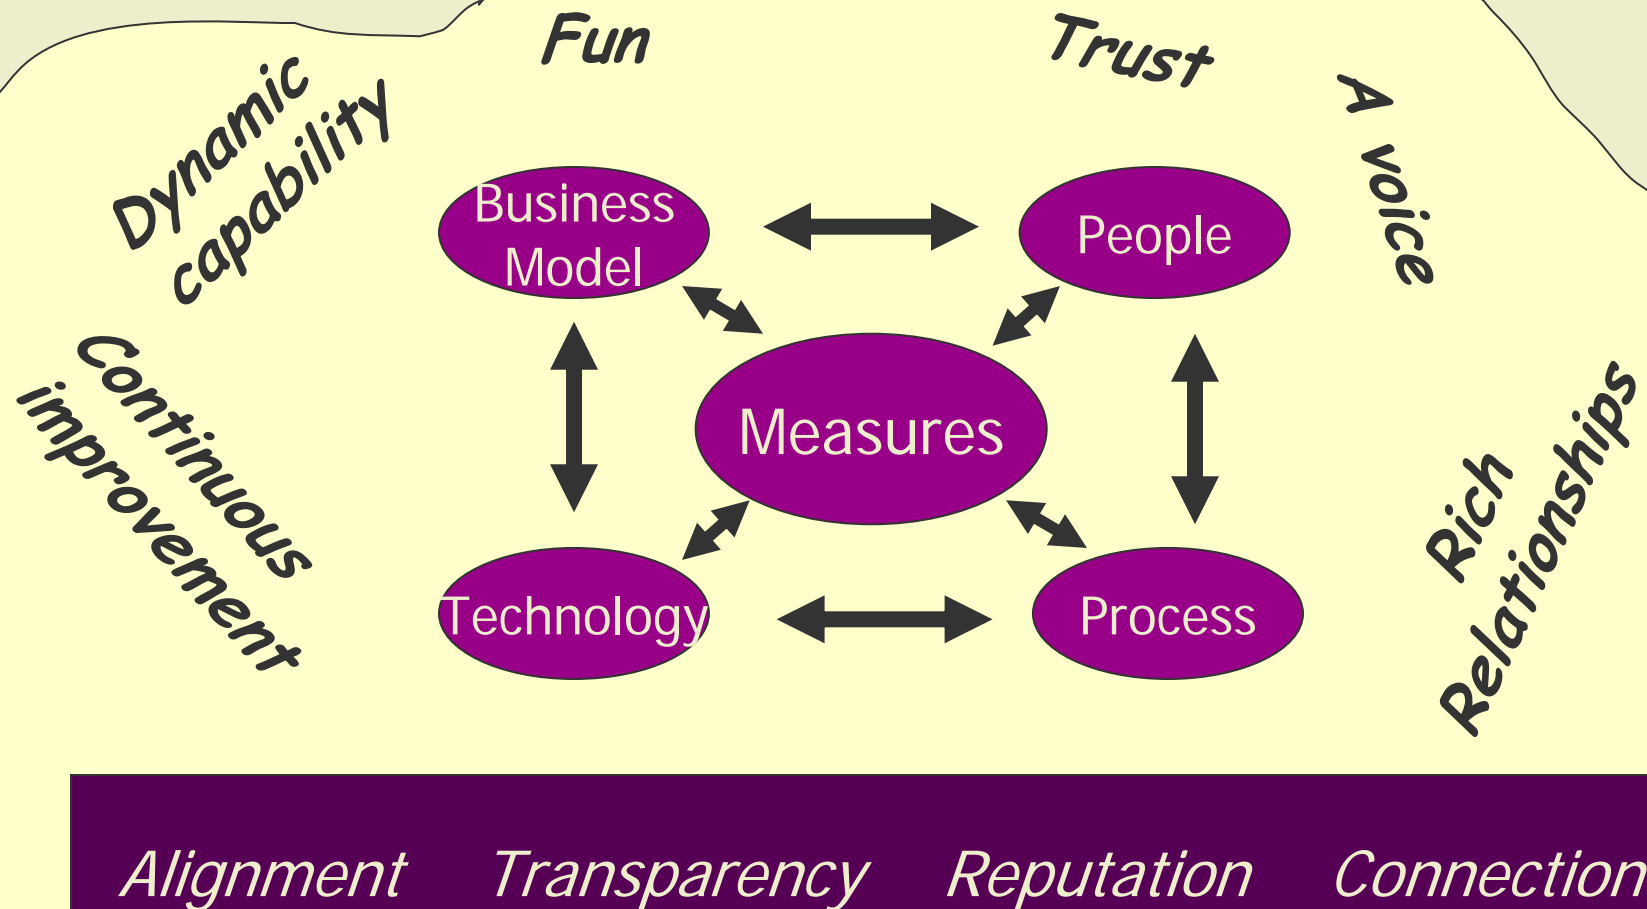 Fun
Trust
Dynamic
capability
A voice
Business
Model
People
Continuous
improvement
Measures
Rich
Relationships
Technology
Process
Alignment Transparency Reputation Connection